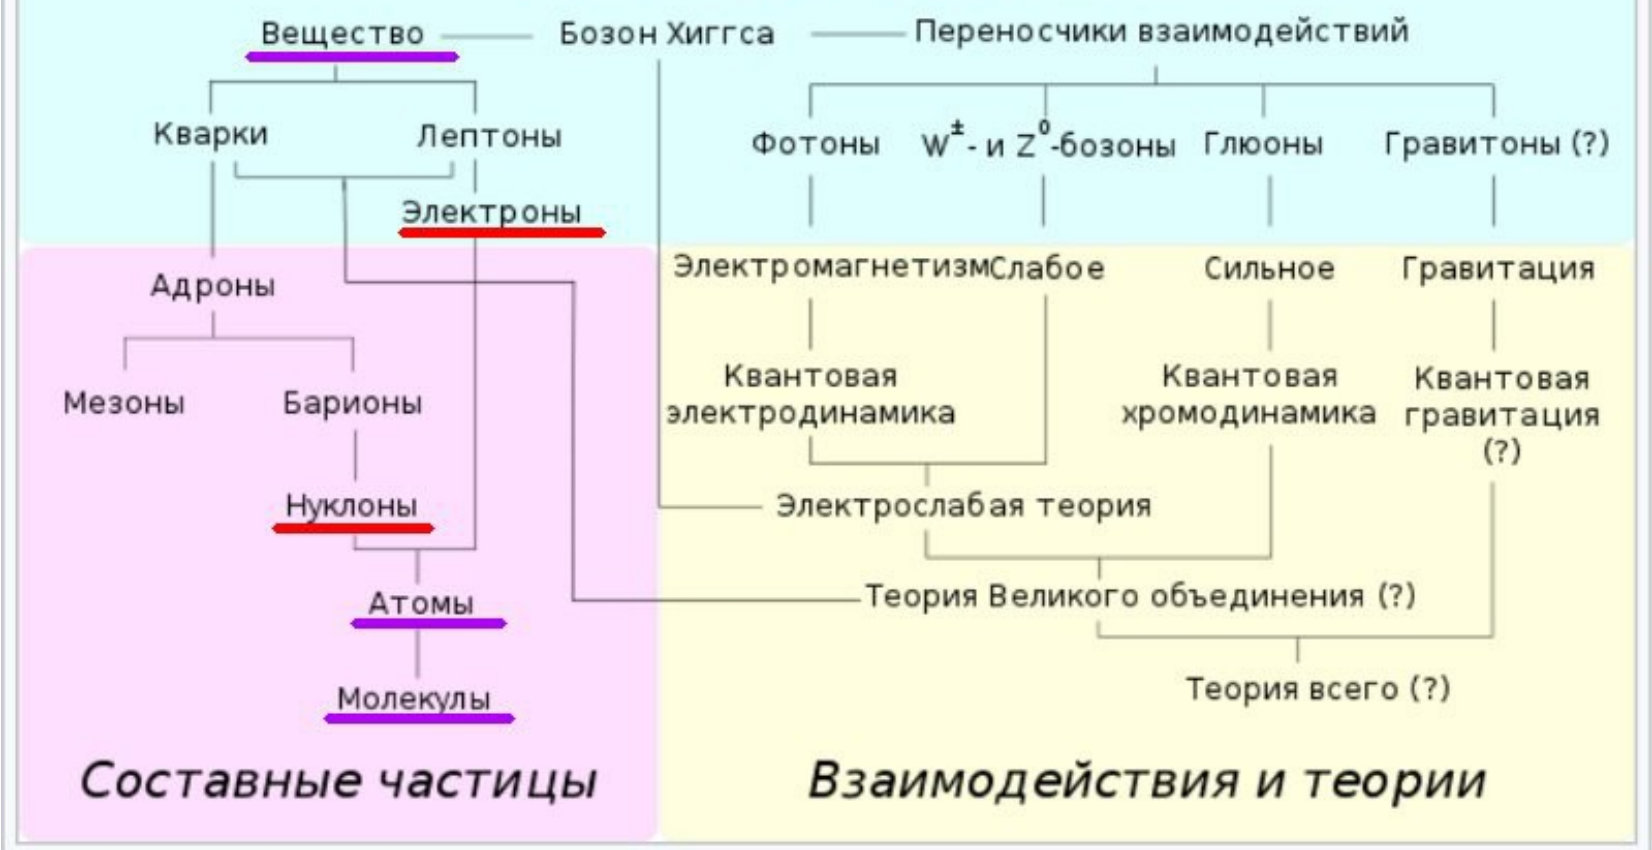 Вещество
Бозон Хиггса
Переносчики взаимодействий
Кварки
Лептоны
Фотоны
W± - и Z⁰-бозоны
Глюоны
Гравитоны (?)
Электроны
Адроны
Электромагнетизм
Слабое
Сильное
Гравитация
Мезоны
Барионы
Квантовая
электродинамика
Квантовая
хромодинамика
Квантовая
гравитация
(?)
Нуклоны
Электрослабая теория
Атомы
Теория Великого объединения (?)
Молекулы
Теория всего (?)
Составные частицы
Взаимодействия и теории